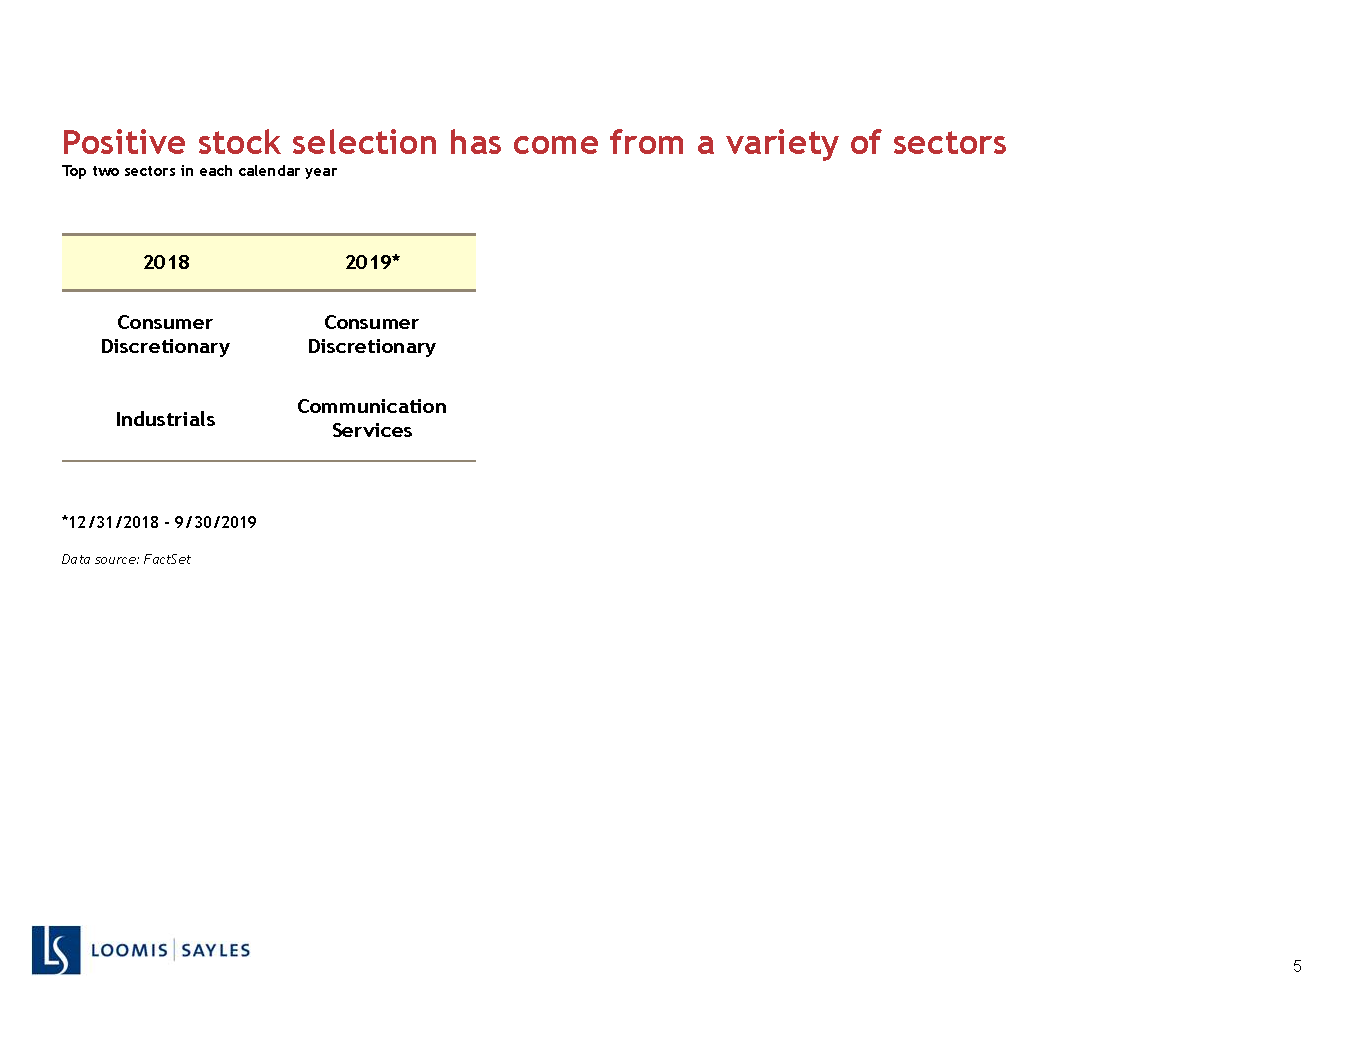 Positive stock selection has come from a variety of sectors
Top two sectors in each calendar year
2018 2019*
Consumer Discretionary
Consumer Discretionary
Industrials
Communication Services
*12/31/2018 - 9/30/2019
Data source: FactSet
LS LOOMIS | SAYLES
5